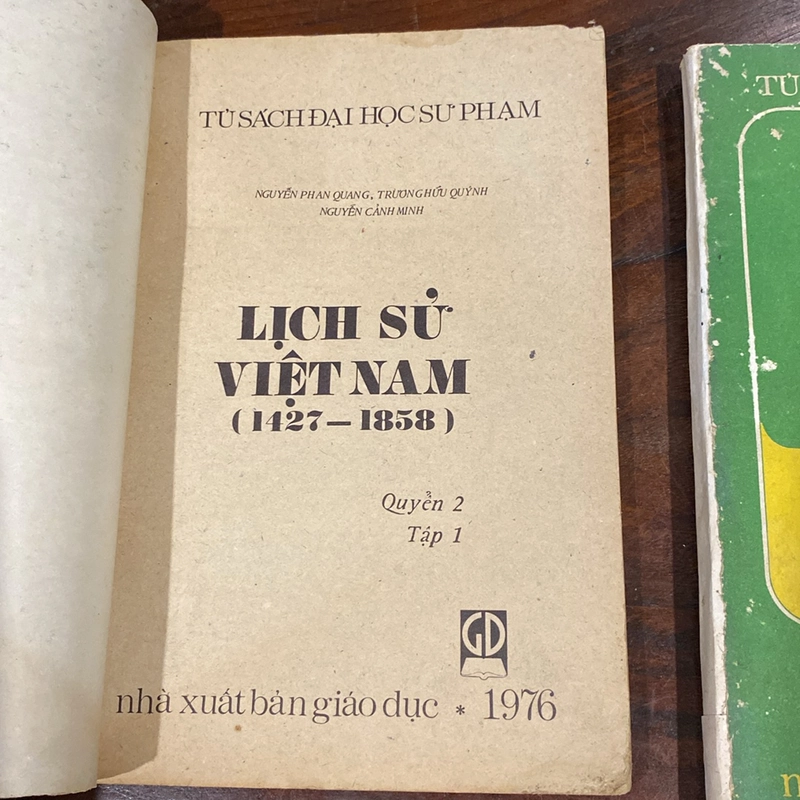 TỦ SÁCH ĐẠI HỌC SƯ PHẠM
NGUYỄN PHAN QUANG, TRƯƠNG HỮU QUÝNH
NGUYỄN CẢNH MINH
LỊCH SỬ
VIỆT NAM
(1427 — 1858)
Quyển 2
Tập 1
GD
nhà xuất bản giáo dục * 1976
TỦ
n